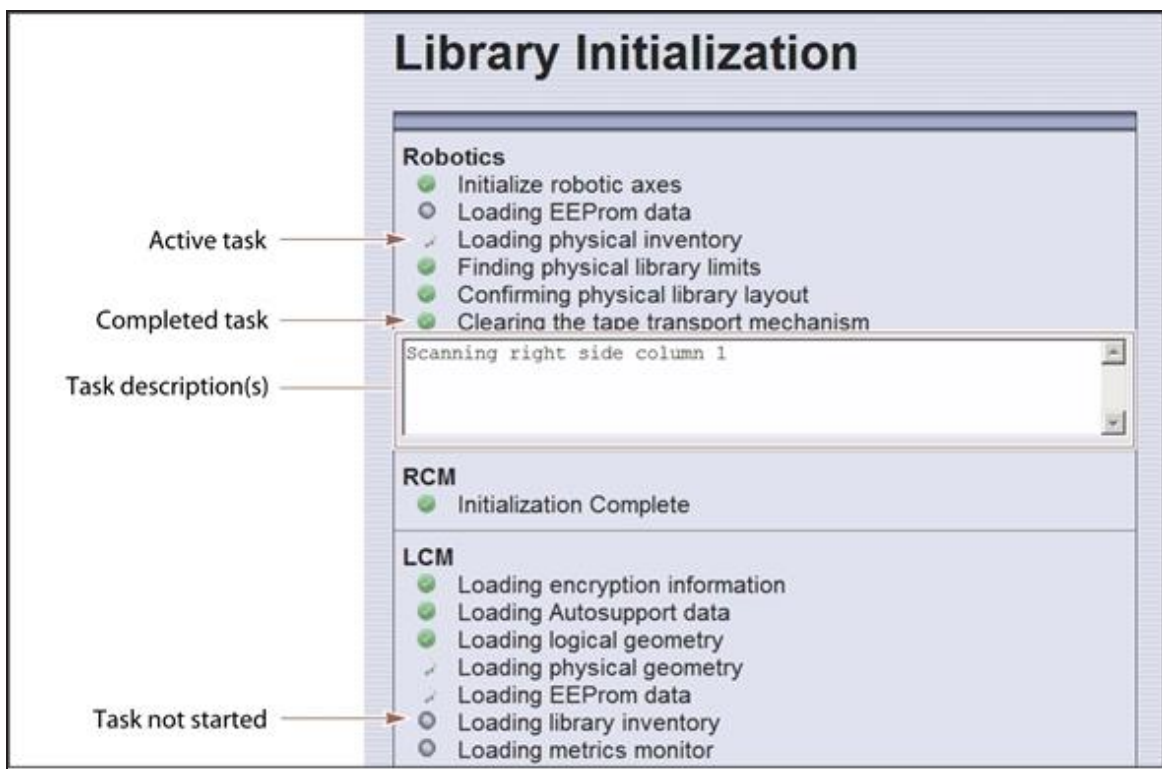 Library Initialization
Robotics
Initialize robotic axes
Loading EEProm data
Active task
Loading physical inventory
Finding physical library limits
Confirming physical library layout
Completed task
Clearing the tape transport mechanism
Scanning right side column 1
Task description(s)
RCM
Initialization Complete
LCM
Loading encryption information
Loading Autosupport data
Loading logical geometry
Loading physical geometry
Loading EEProm data
Task not started
Loading library inventory
Loading metrics monitor